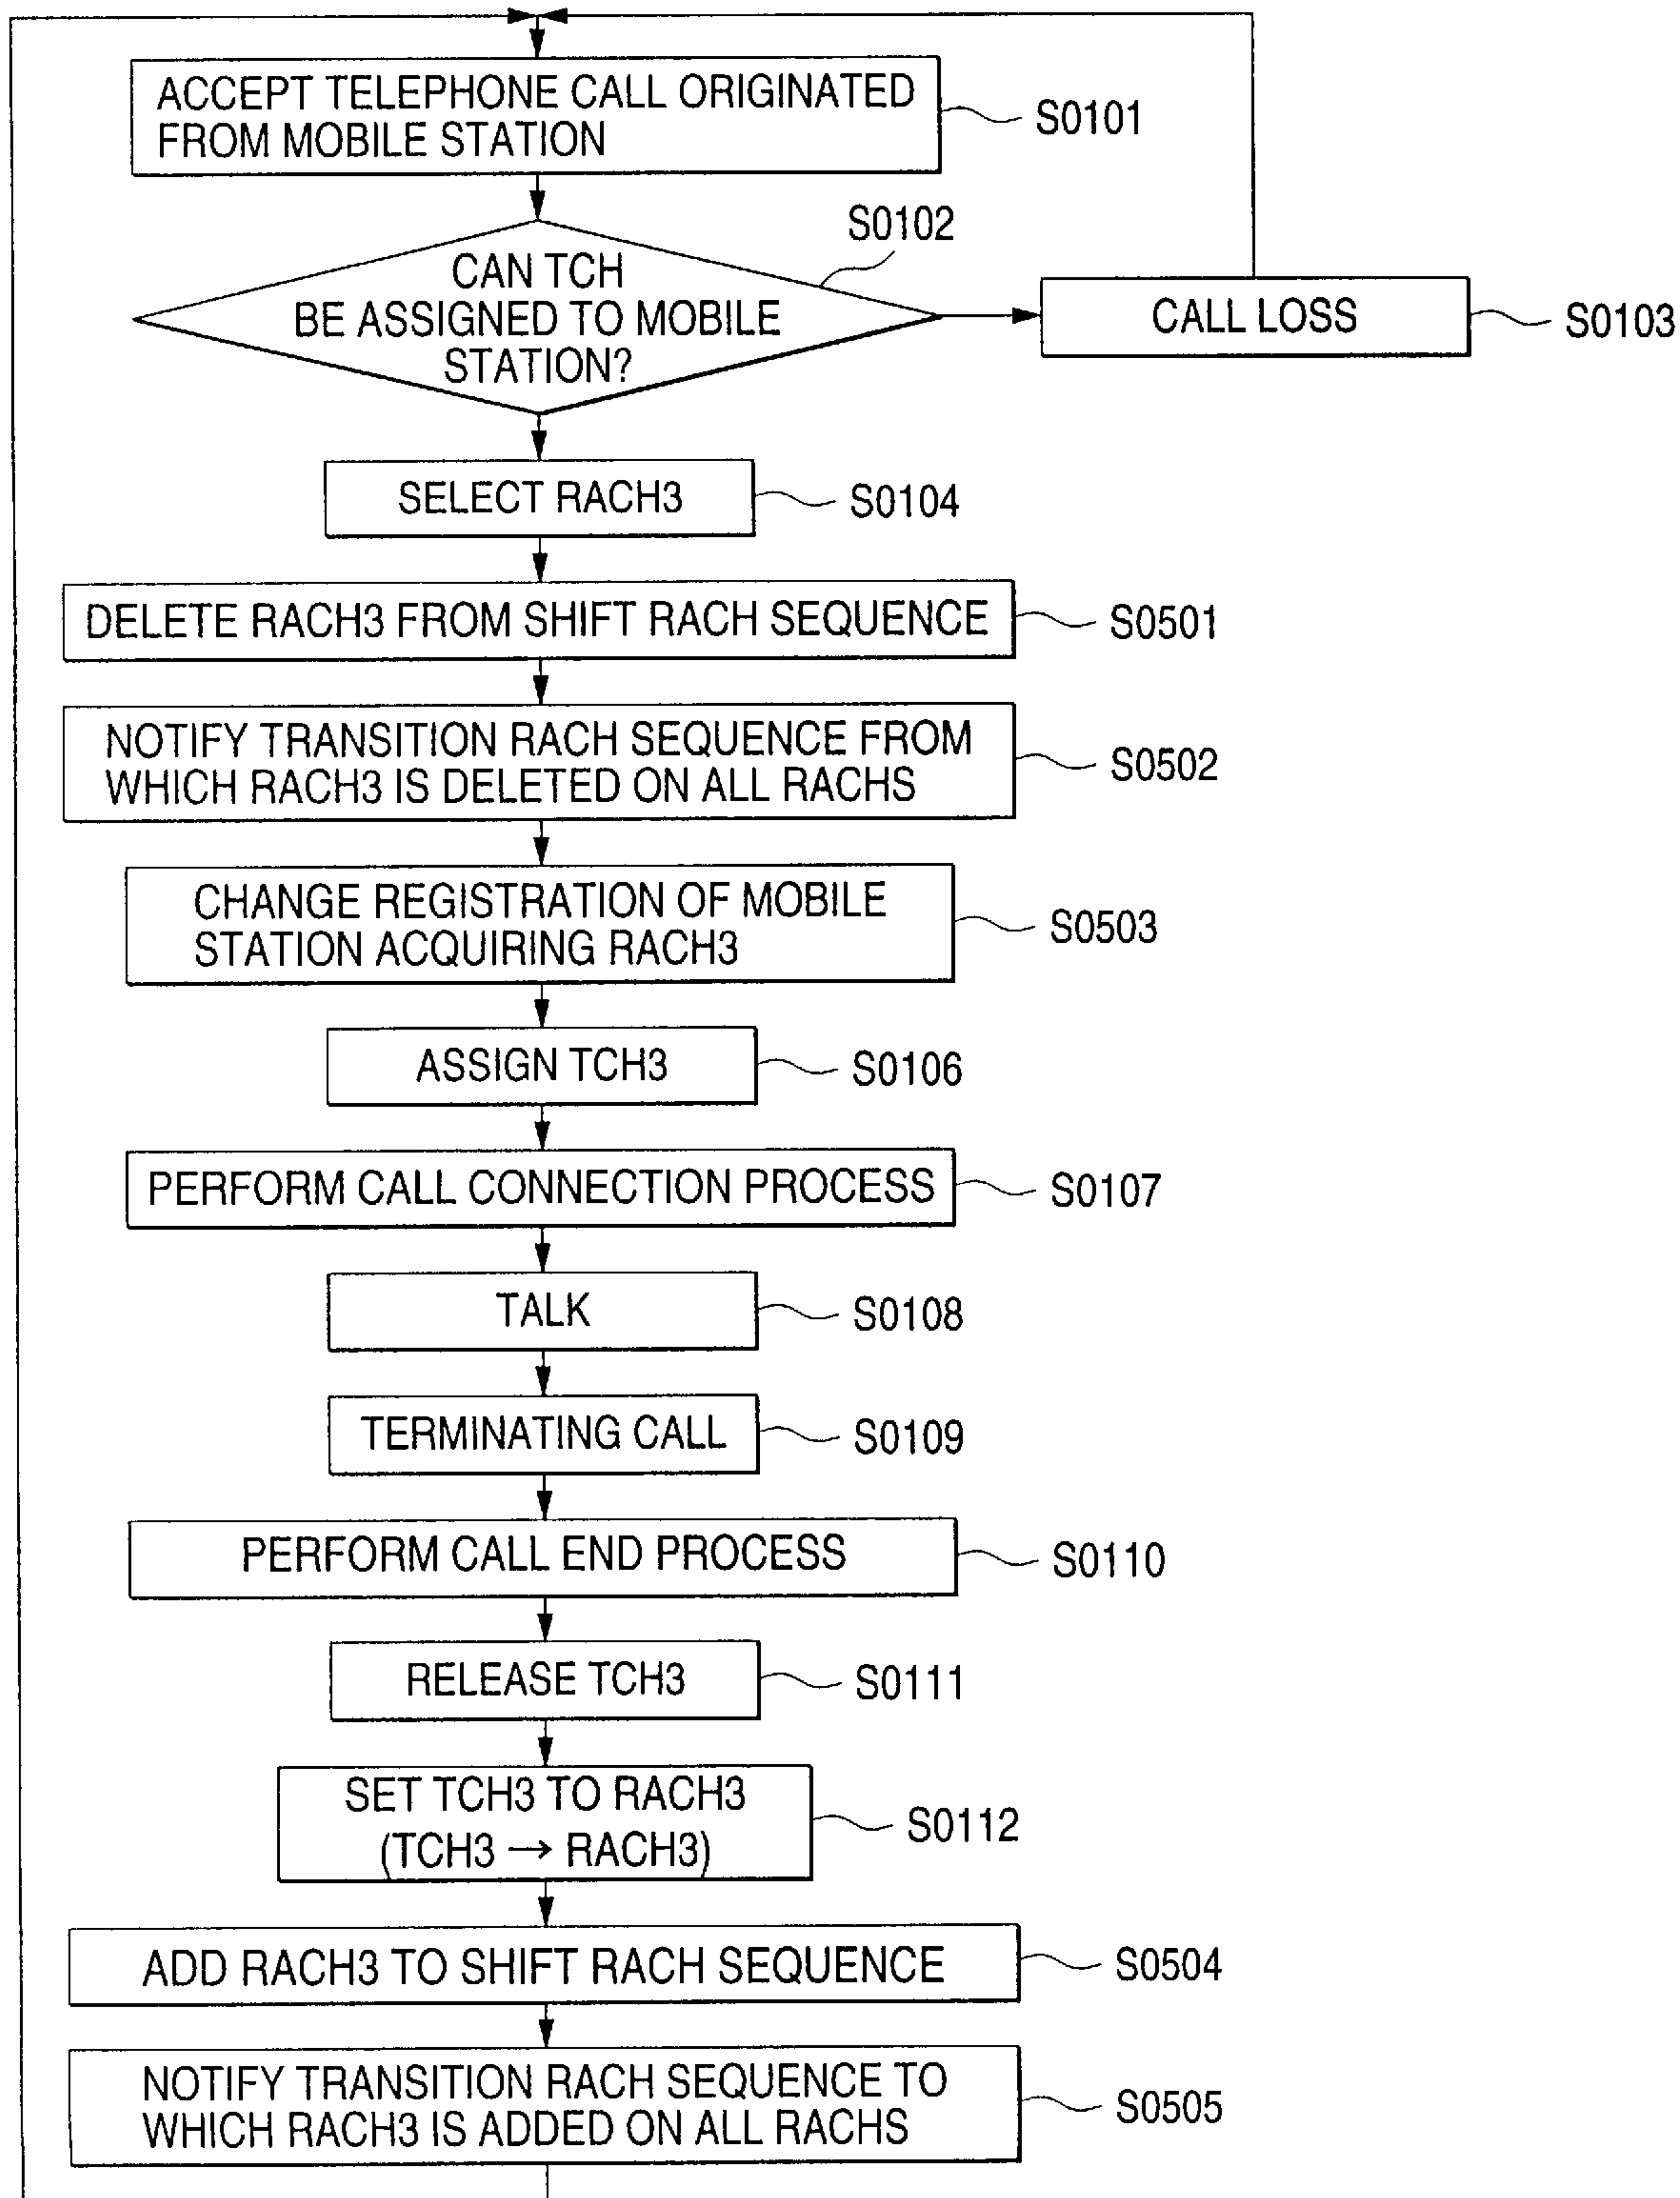 ACCEPT TELEPHONE CALL ORIGINATED
FROM MOBILE STATION
S0101
S0102
CAN TCH
BE ASSIGNED TO MOBILE
STATION?
CALL LOSS
S0103
SELECT RACH3
S0104
DELETE RACH3 FROM SHIFT RACH SEQUENCE
S0501
NOTIFY TRANSITION RACH SEQUENCE FROM
WHICH RACH3 IS DELETED ON ALL RACHS
S0502
CHANGE REGISTRATION OF MOBILE
STATION ACQUIRING RACH3
S0503
ASSIGN TCH3
S0106
PERFORM CALL CONNECTION PROCESS
S0107
TALK
S0108
TERMINATING CALL
S0109
PERFORM CALL END PROCESS
S0110
RELEASE TCH3
S0111
SET TCH3 TO RACH3
(TCH3 → RACH3)
S0112
ADD RACH3 TO SHIFT RACH SEQUENCE
S0504
NOTIFY TRANSITION RACH SEQUENCE TO
WHICH RACH3 IS ADDED ON ALL RACHS
S0505